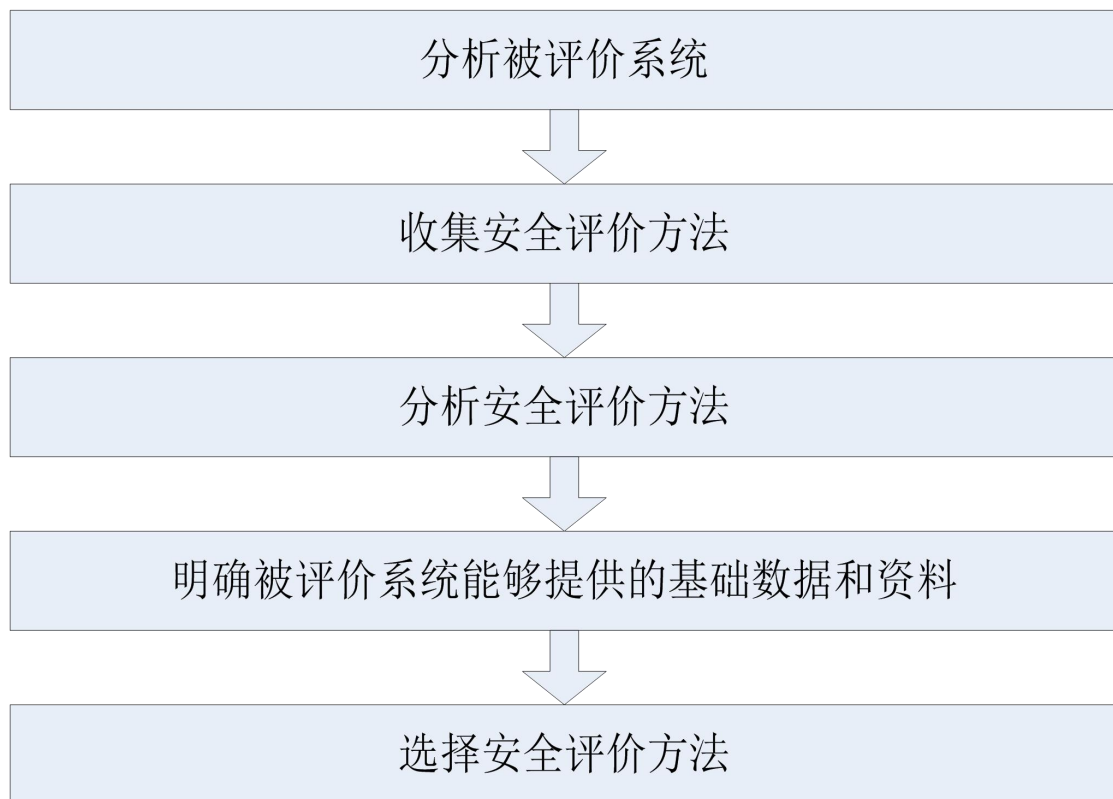 分析被评价系统
收集安全评价方法
分析安全评价方法
明确被评价系统能够提供的基础数据和资料
选择安全评价方法